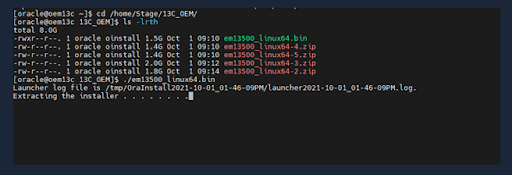 [oracle@oem13c ~]$ cd /home/Stage/13C_OEM/
[oracle@oem13c 13C_OEM]$ ls -lrth
total 8.0G
-rwxr--r--. 1 oracle oinstall 1.5G Oct  1 09:10 em13500_linux64.bin
-rw-r--r--. 1 oracle oinstall 1.4G Oct  1 09:10 em13500_linux64-4.zip
-rw-r--r--. 1 oracle oinstall 1.4G Oct  1 09:10 em13500_linux64-5.zip
-rw-r--r--. 1 oracle oinstall 2.0G Oct  1 09:12 em13500_linux64-3.zip
-rw-r--r--. 1 oracle oinstall 1.8G Oct  1 09:14 em13500_linux64-2.zip
[oracle@oem13c 13C_OEM]$ ./em13500_linux64.bin
Launcher log file is /tmp/OraInstall2021-10-01_01-46-09PM/launcher2021-10-01_01-46-09PM.log.
Extracting the installer . . . . . . . .